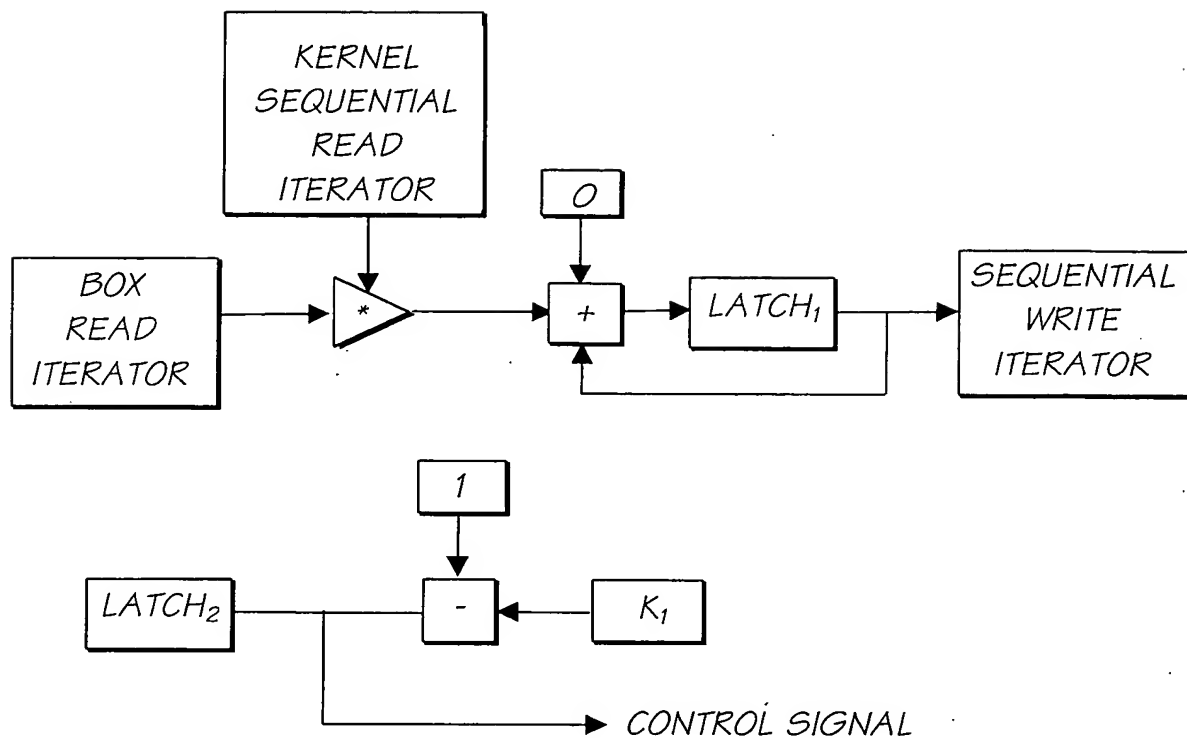 KERNEL
SEQUENTIAL
READ
ITERATOR
0
BOX
READ
ITERATOR
*
+
LATCH₁
SEQUENTIAL
WRITE
ITERATOR
1
LATCH₂
-
K₁
CONTROL SIGNAL